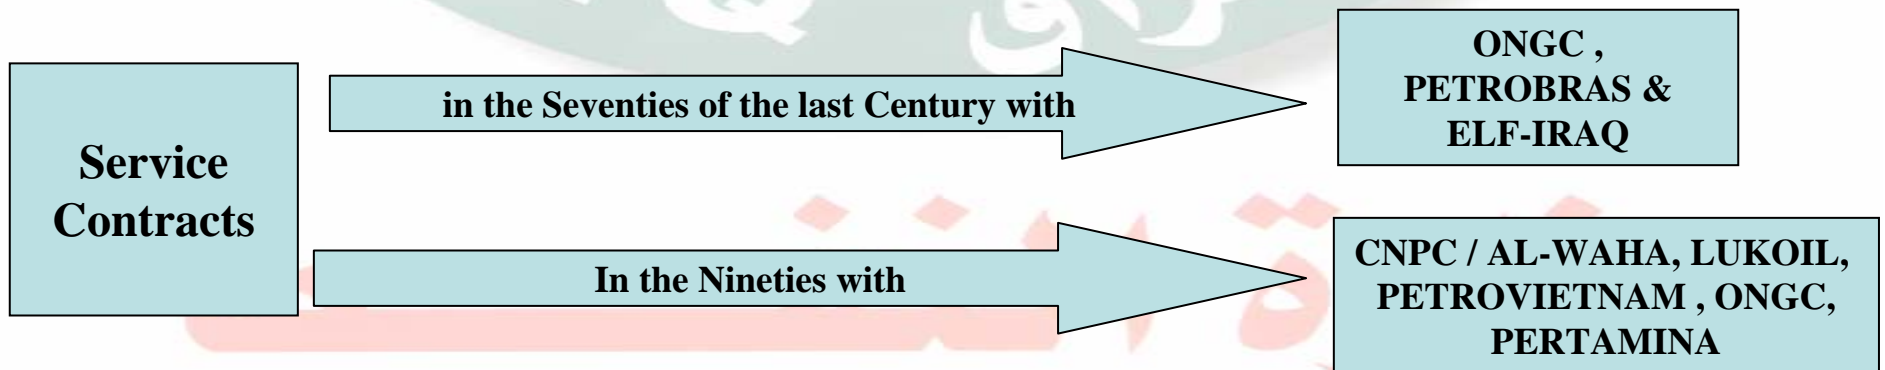 Service
Contracts
in the Seventies of the last Century with
ONGC ,
PETROBRAS &
ELF-IRAQ
In the Nineties with
CNPC / AL-WAHA, LUKOIL,
PETROVIETNAM , ONGC,
PERTAMINA